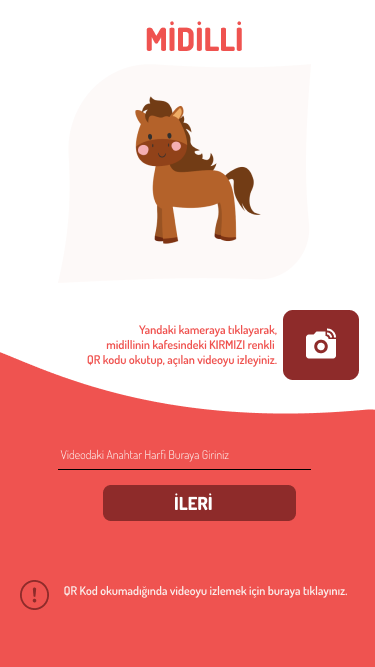 MİDİLLİ
Yandaki kameraya tıklayarak,
midillinin kafesindeki KIRMIZI renkli
QR kodu okutup, açılan videoyu izleyiniz.
Videodaki Anahtar Harfi Buraya Giriniz
İLERİ
QR Kod okumadığında videoyu izlemek için buraya tıklayınız.